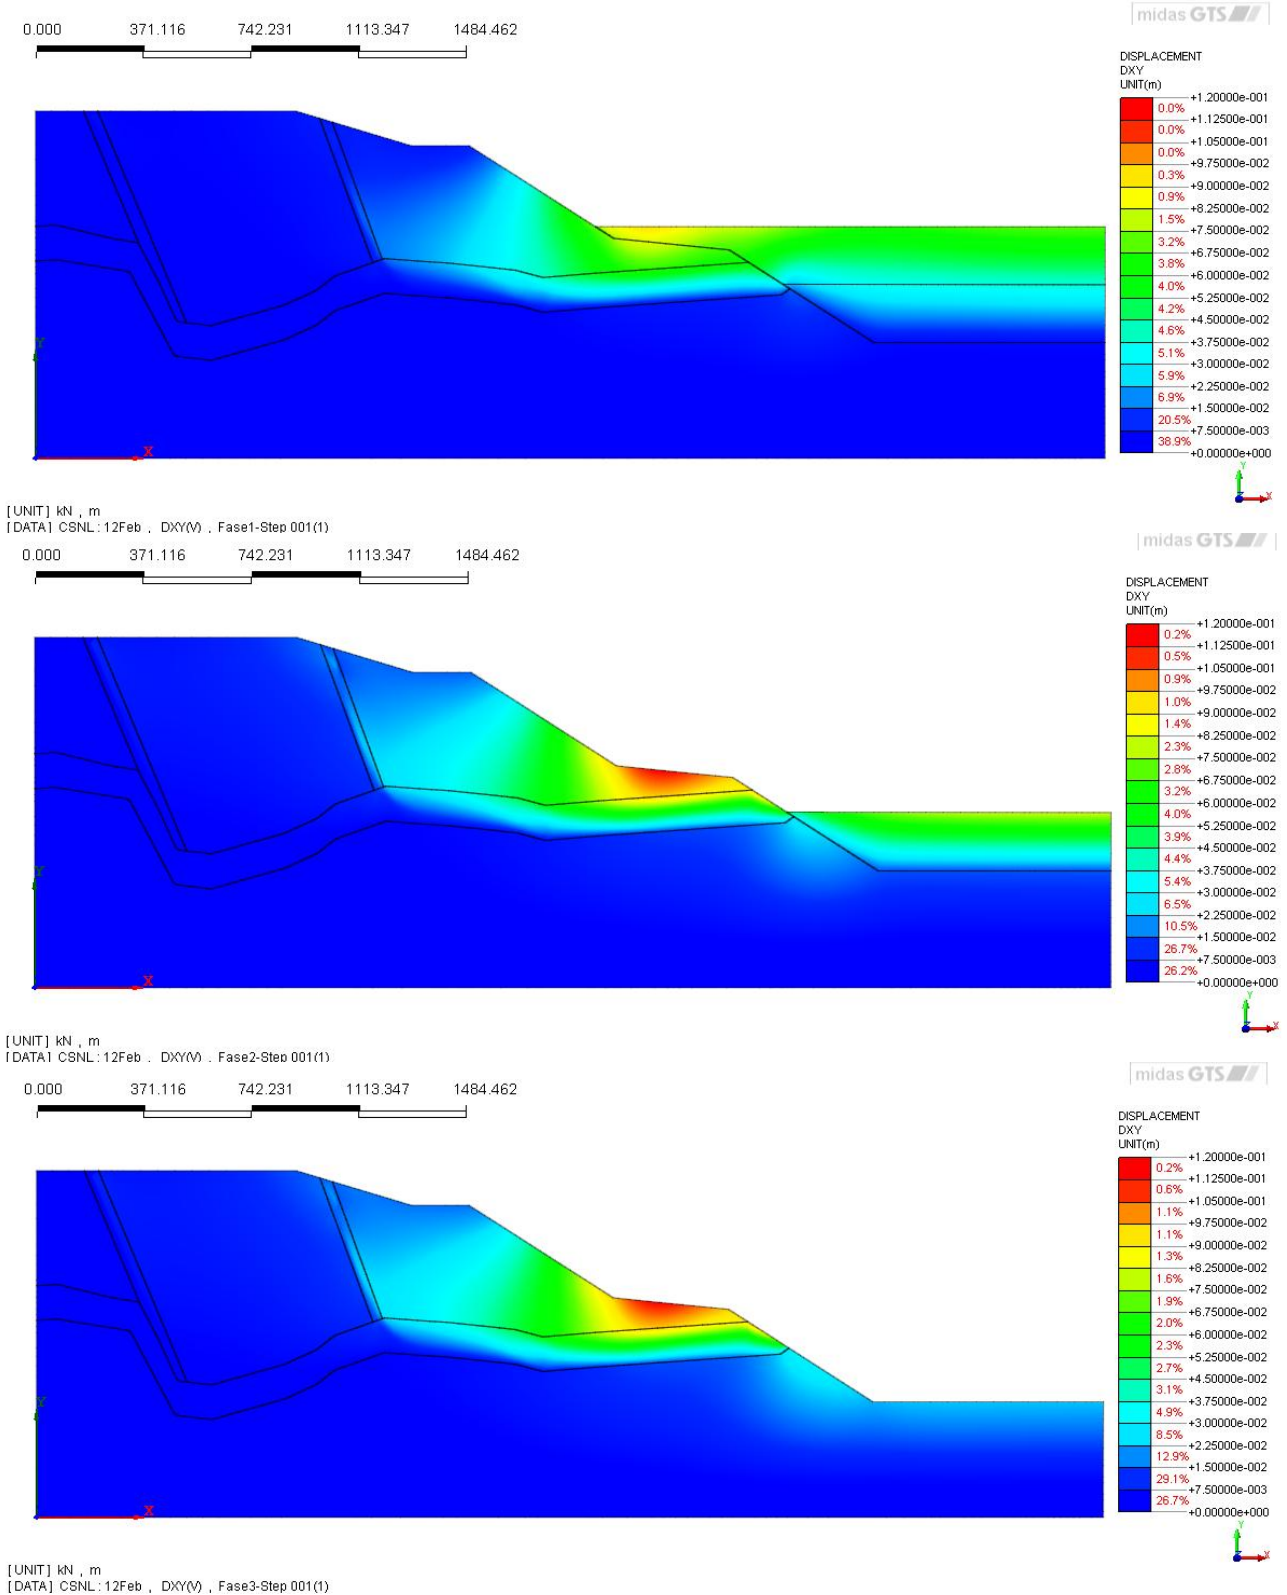 0.000 371.116 742.231 1113.347 1484.462
midas GTS
DISPLACEMENT
DXY
UNIT(m)
+1.20000e-001
0.0%
+1.12500e-001
0.0%
+1.05000e-001
0.0%
+9.75000e-002
0.3%
+9.00000e-002
0.9%
+8.25000e-002
1.5%
+7.50000e-002
3.2%
+6.75000e-002
3.8%
+6.00000e-002
4.0%
+5.25000e-002
4.2%
+4.50000e-002
4.6%
+3.75000e-002
5.1%
+3.00000e-002
5.9%
+2.25000e-002
6.9%
+1.50000e-002
20.5%
+7.50000e-003
38.9%
+0.00000e+000
Y
X
Y
X
[UNIT] kN , m
[DATA] CSNL : 12Feb , DXY(V) , Fase1-Step 001(1)
0.000 371.116 742.231 1113.347 1484.462
midas GTS
DISPLACEMENT
DXY
UNIT(m)
+1.20000e-001
0.2%
+1.12500e-001
0.5%
+1.05000e-001
0.9%
+9.75000e-002
1.0%
+9.00000e-002
1.4%
+8.25000e-002
2.3%
+7.50000e-002
2.8%
+6.75000e-002
3.2%
+6.00000e-002
4.0%
+5.25000e-002
3.9%
+4.50000e-002
4.4%
+3.75000e-002
5.4%
+3.00000e-002
6.5%
+2.25000e-002
10.5%
+1.50000e-002
26.7%
+7.50000e-003
26.2%
+0.00000e+000
Y
X
Y
X
[UNIT] kN , m
[DATA] CSNL : 12Feb , DXY(V) , Fase2-Step 001(1)
0.000 371.116 742.231 1113.347 1484.462
midas GTS
DISPLACEMENT
DXY
UNIT(m)
+1.20000e-001
0.2%
+1.12500e-001
0.6%
+1.05000e-001
1.1%
+9.75000e-002
1.1%
+9.00000e-002
1.3%
+8.25000e-002
1.6%
+7.50000e-002
1.9%
+6.75000e-002
2.0%
+6.00000e-002
2.3%
+5.25000e-002
2.7%
+4.50000e-002
3.1%
+3.75000e-002
4.9%
+3.00000e-002
8.5%
+2.25000e-002
12.9%
+1.50000e-002
29.1%
+7.50000e-003
26.7%
+0.00000e+000
Y
X
Y
X
[UNIT] kN , m
[DATA] CSNL : 12Feb , DXY(V) , Fase3-Step 001(1)